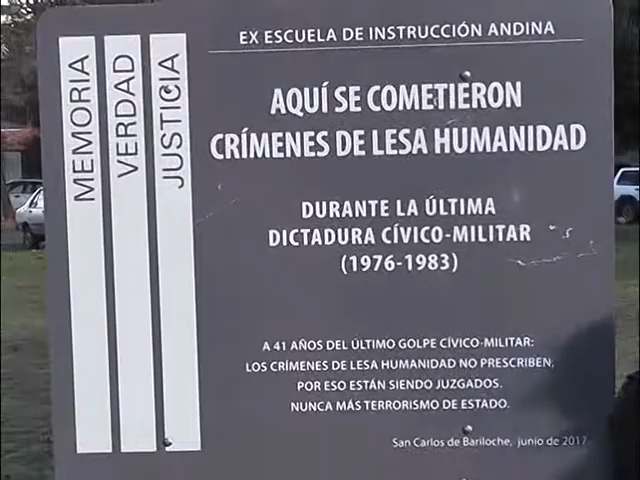 MEMORIA
VERDAD
JUSTICIA
EX ESCUELA DE INSTRUCCIÓN ANDINA
AQUÍ SE COMETIERON
CRÍMENES DE LESA HUMANIDAD
DURANTE LA ÚLTIMA
DICTADURA CÍVICO-MILITAR
(1976-1983)
A 41 AÑOS DEL ÚLTIMO GOLPE CÍVICO-MILITAR:
LOS CRÍMENES DE LESA HUMANIDAD NO PRESCRIBEN,
POR ESO ESTÁN SIENDO JUZGADOS.
NUNCA MÁS TERRORISMO DE ESTADO.
San Carlos de Bariloche, junio de 2017